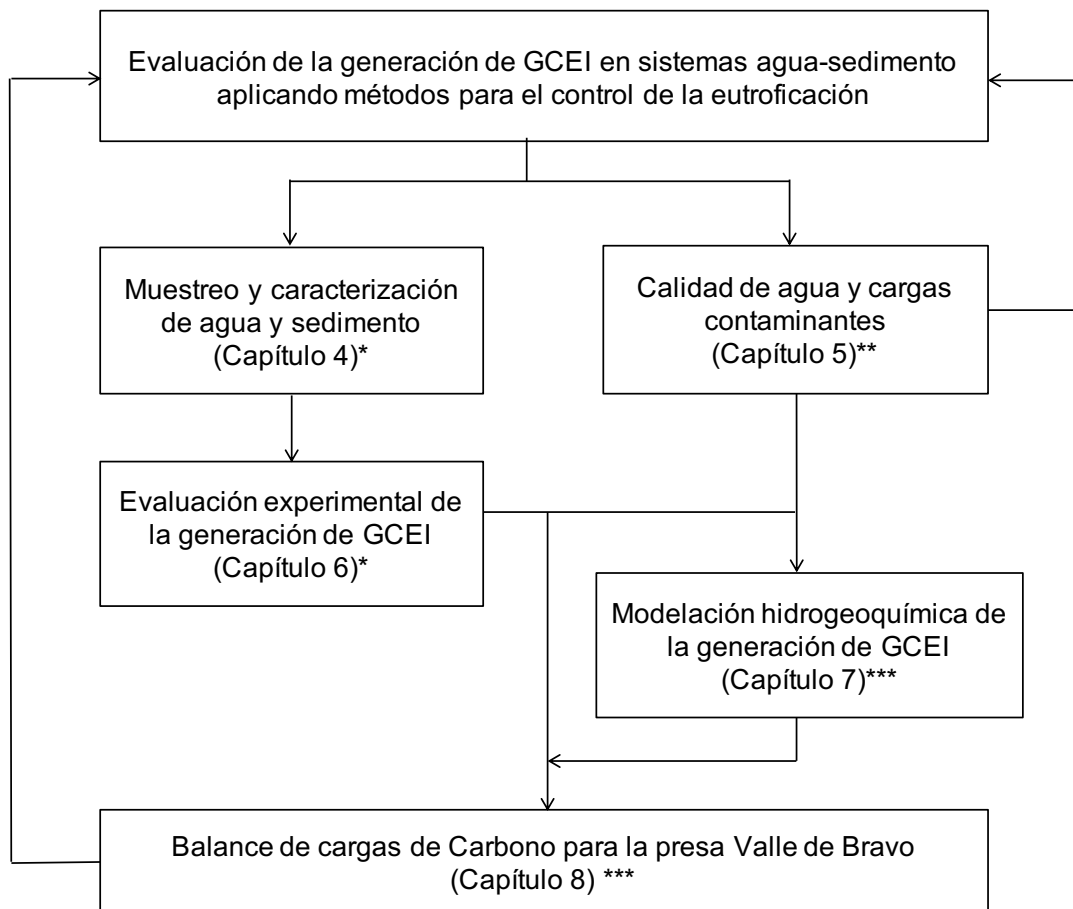 Evaluación de la generación de GCEI en sistemas agua-sedimento
aplicando métodos para el control de la eutroficación
Muestreo y caracterización
de agua y sedimento
(Capítulo 4)*
Calidad de agua y cargas
contaminantes
(Capítulo 5)**
Evaluación experimental de
la generación de GCEI
(Capítulo 6)*
Modelación hidrogeoquímica de
la generación de GCEI
(Capítulo 7)***
Balance de cargas de Carbono para la presa Valle de Bravo
(Capítulo 8) ***